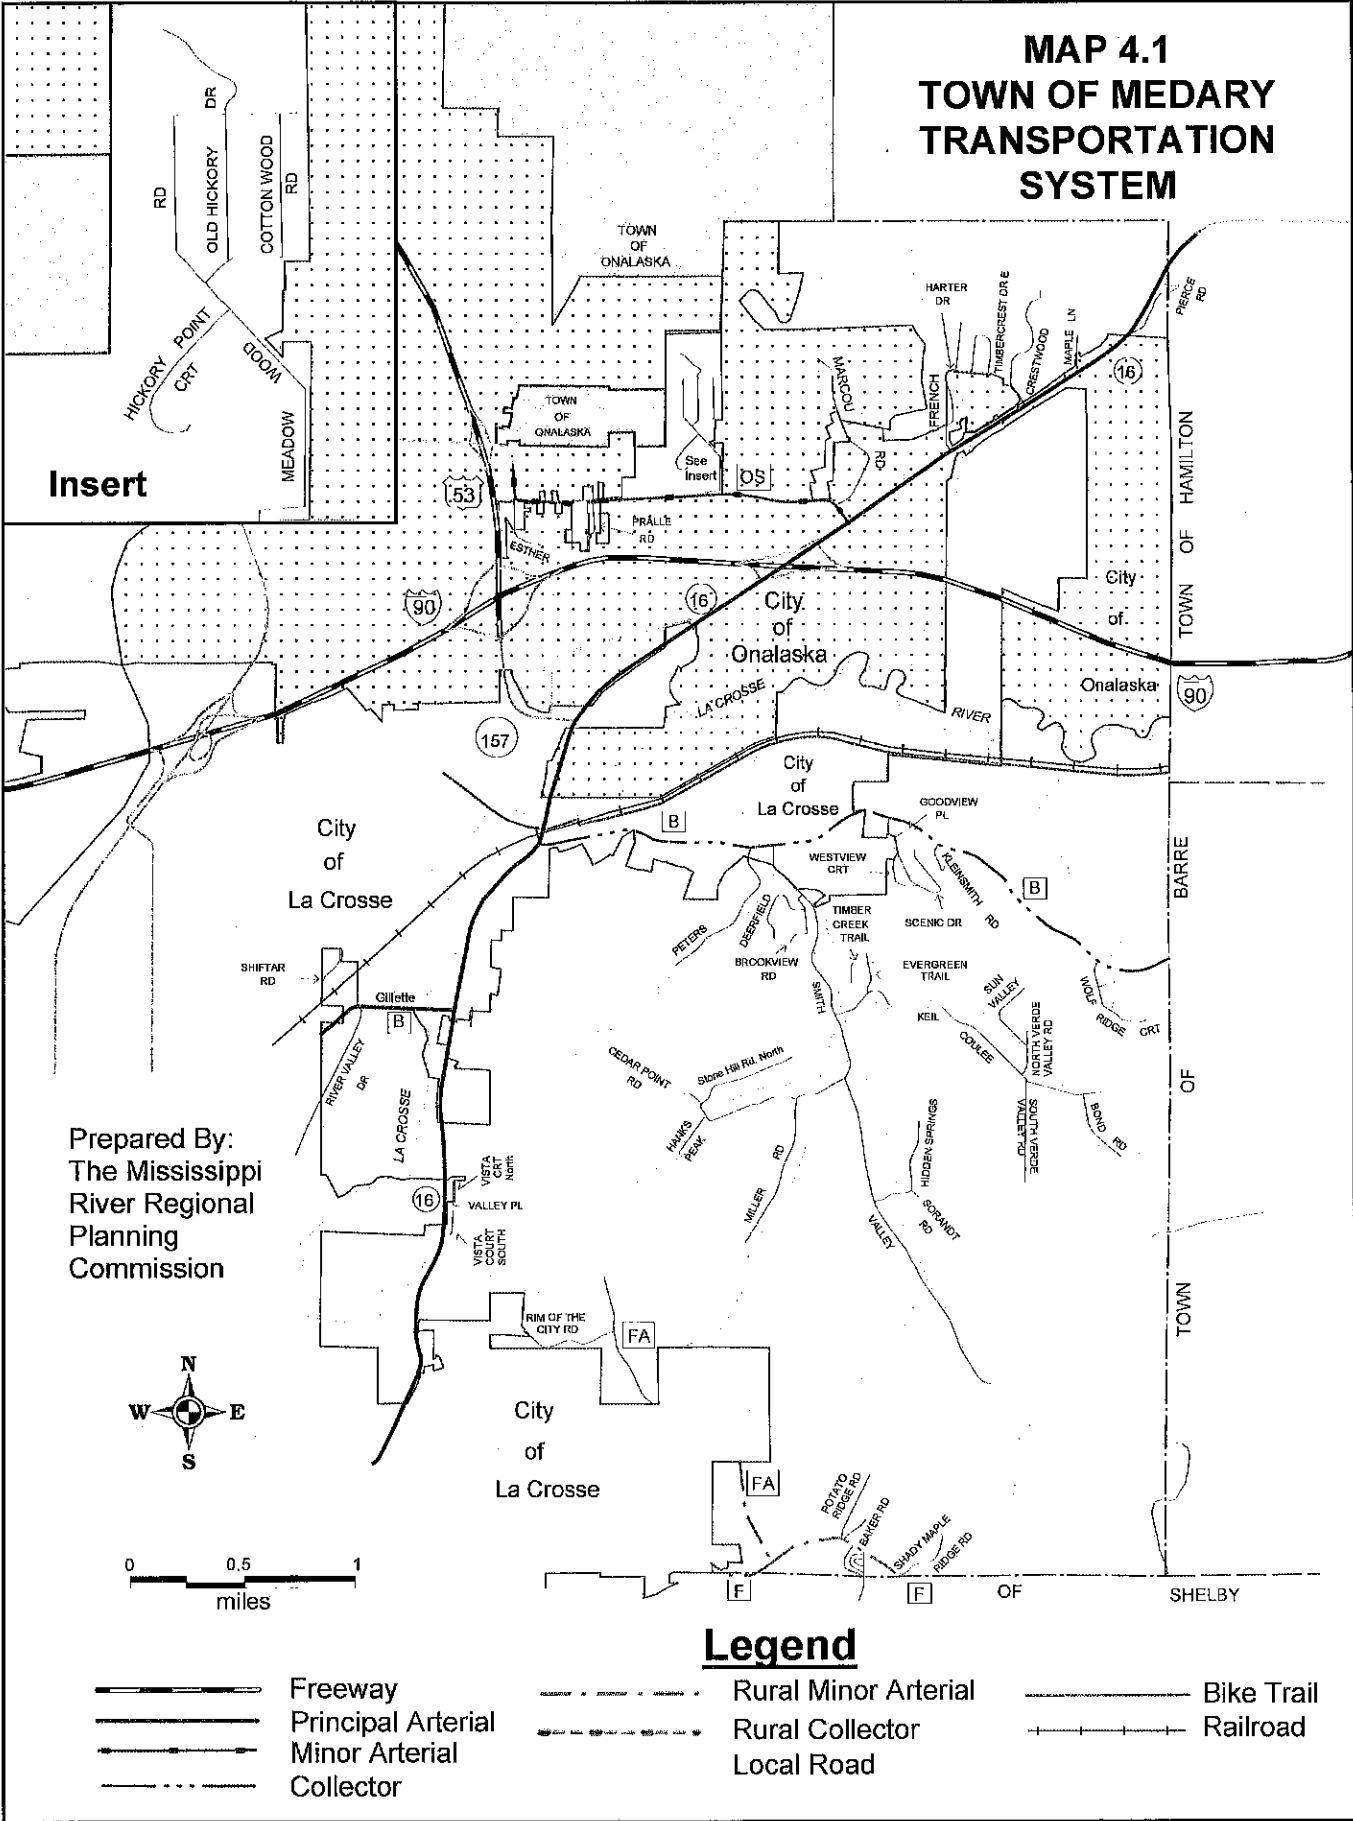 MAP 4.1
TOWN OF MEDARY
TRANSPORTATION
SYSTEM
RD
OLD HICKORY
DR
COTTON WOOD
RD
HICKORY POINT
CRT
WOOD
MEADOW
Insert
TOWN
OF
ONALASKA
TOWN
OF
ONALASKA
HARTER
DR
TIMBERCREST DR E
CRESTWOOD
MAPLE LN
PIERCE
RD
16
MARCOU
RD
FRENCH
See
Insert
OS
53
PRALLE
RD
ESTHER
90
16
City
of
Onalaska
City
of
Onalaska
TOWN OF HAMILTON
90
LA CROSSE
RIVER
157
City
of
La Crosse
City
of
La Crosse
B
GOODVIEW
PL
WESTVIEW
CRT
KLEINSMITH RD
B
SCENIC DR
PETERS
DEERFIELD
BROOKVIEW
RD
TIMBER
CREEK
TRAIL
EVERGREEN
TRAIL
SMITH
VALLEY
KEIL
COULEE
SUN
VALLEY
NORTH VERDE
VALLEY RD
SOUTH VERDE
VALLEY RD
WOLF
RIDGE CRT
BOND
RD
TOWN OF BARRE
SHIFTAR
RD
Gillette
B
RIVER VALLEY
DR
LA CROSSE
CEDAR POINT
RD
Stone Hill Rd. North
HAAKS
PEAK
MILLER
RD
HIDDEN SPRINGS
SORANDT
RD
16
VISTA
CRT
North
VALLEY PL
VISTA
COURT
SOUTH
RIM OF THE
CITY RD
FA
Prepared By:
The Mississippi
River Regional
Planning
Commission
N
W E
S
City
of
La Crosse
FA
POTATO
RIDGE RD
BAKER RD
SHADY MAPLE
RIDGE RD
F
F
OF
SHELBY
0 0.5 1
miles
Legend
Freeway
Principal Arterial
Minor Arterial
Collector
Rural Minor Arterial
Rural Collector
Local Road
Bike Trail
Railroad